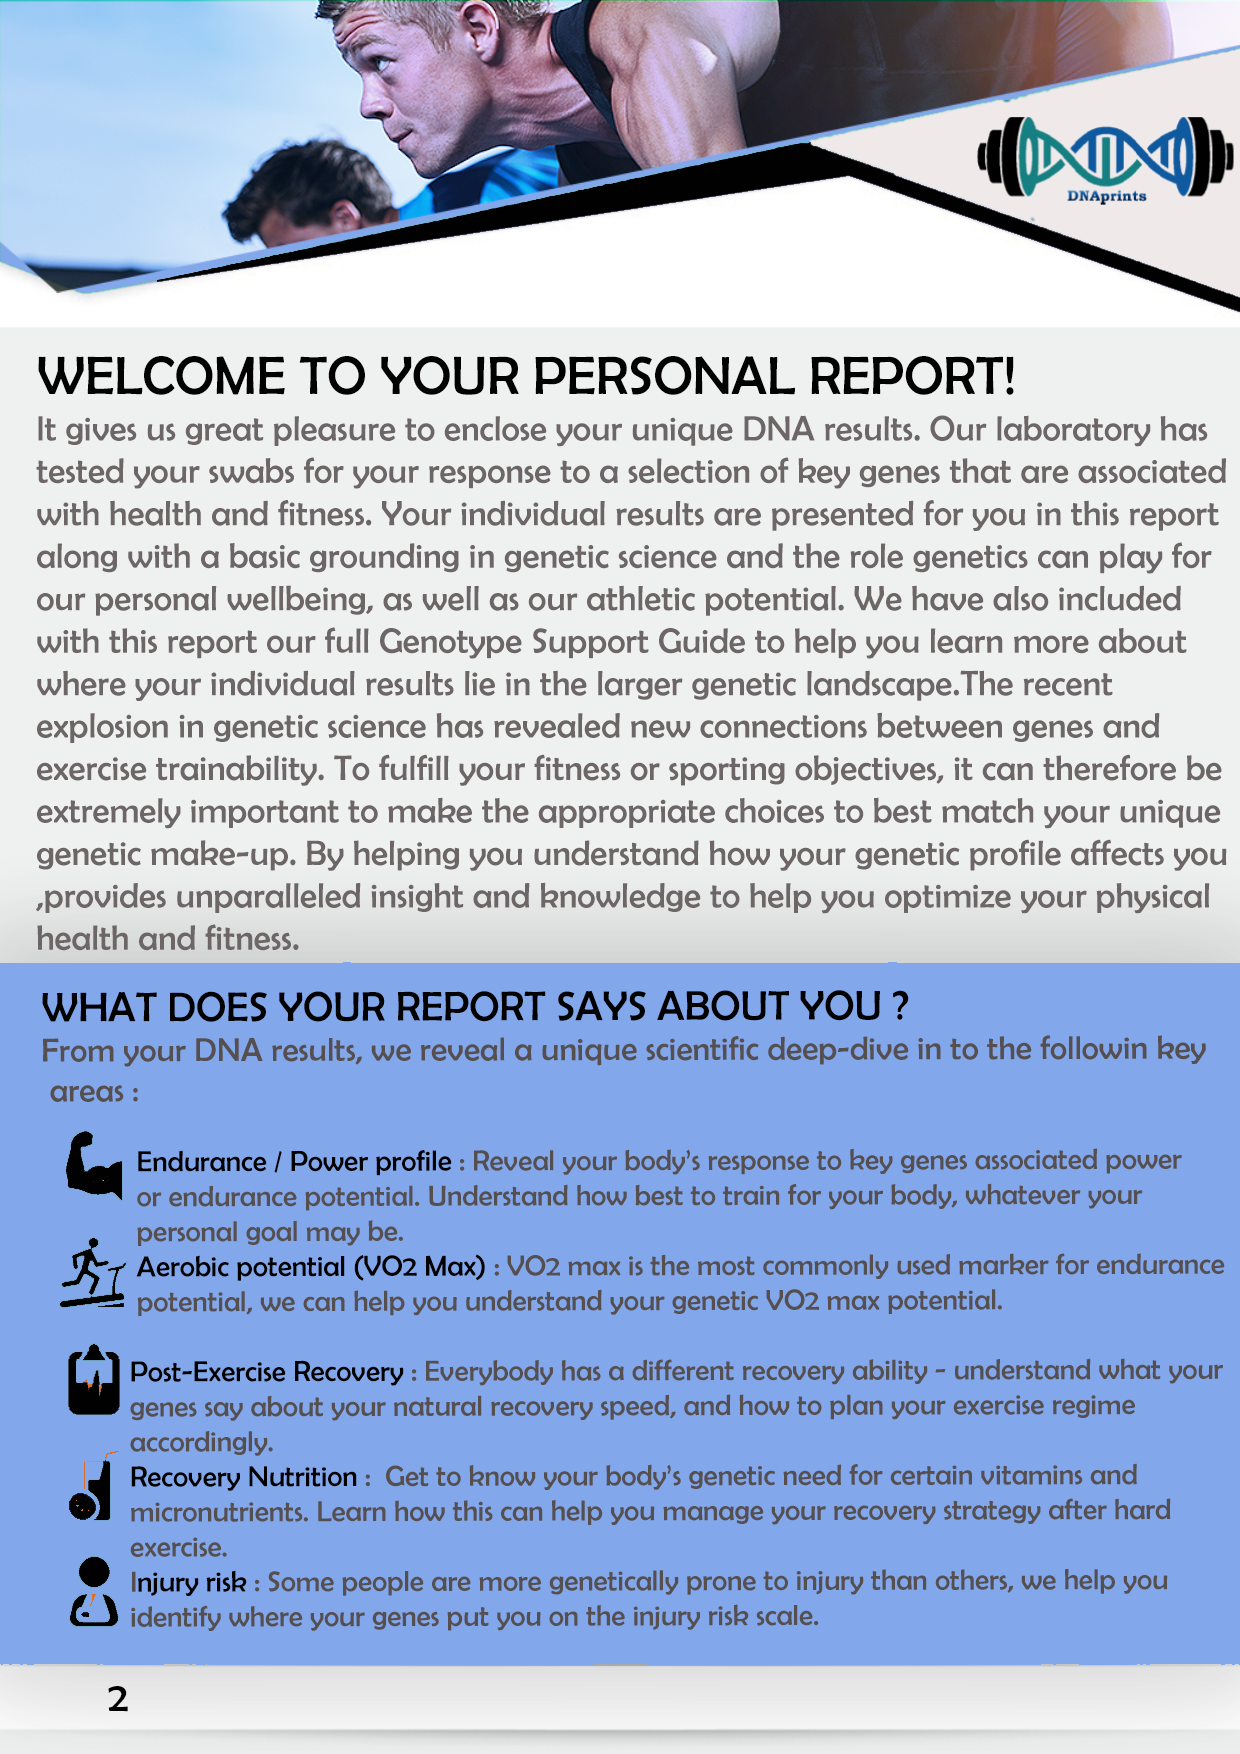 DNAprints
WELCOME TO YOUR PERSONAL REPORT!
It gives us great pleasure to enclose your unique DNA results. Our laboratory has
tested your swabs for your response to a selection of key genes that are associated
with health and fitness. Your individual results are presented for you in this report
along with a basic grounding in genetic science and the role genetics can play for
our personal wellbeing, as well as our athletic potential. We have also included
with this report our full Genotype Support Guide to help you learn more about
where your individual results lie in the larger genetic landscape.The recent
explosion in genetic science has revealed new connections between genes and
exercise trainability. To fulfill your fitness or sporting objectives, it can therefore be
extremely important to make the appropriate choices to best match your unique
genetic make-up. By helping you understand how your genetic profile affects you
,provides unparalleled insight and knowledge to help you optimize your physical
health and fitness.
WHAT DOES YOUR REPORT SAYS ABOUT YOU ?
From your DNA results, we reveal a unique scientific deep-dive in to the followin key
areas :
Endurance / Power profile : Reveal your body's response to key genes associated power
or endurance potential. Understand how best to train for your body, whatever your
personal goal may be.
Aerobic potential (VO2 Max) : VO2 max is the most commonly used marker for endurance
potential, we can help you understand your genetic VO2 max potential.
Post-Exercise Recovery : Everybody has a different recovery ability - understand what your
genes say about your natural recovery speed, and how to plan your exercise regime
accordingly.
Recovery Nutrition :  Get to know your body's genetic need for certain vitamins and
micronutrients. Learn how this can help you manage your recovery strategy after hard
exercise.
Injury risk : Some people are more genetically prone to injury than others, we help you
identify where your genes put you on the injury risk scale.
2